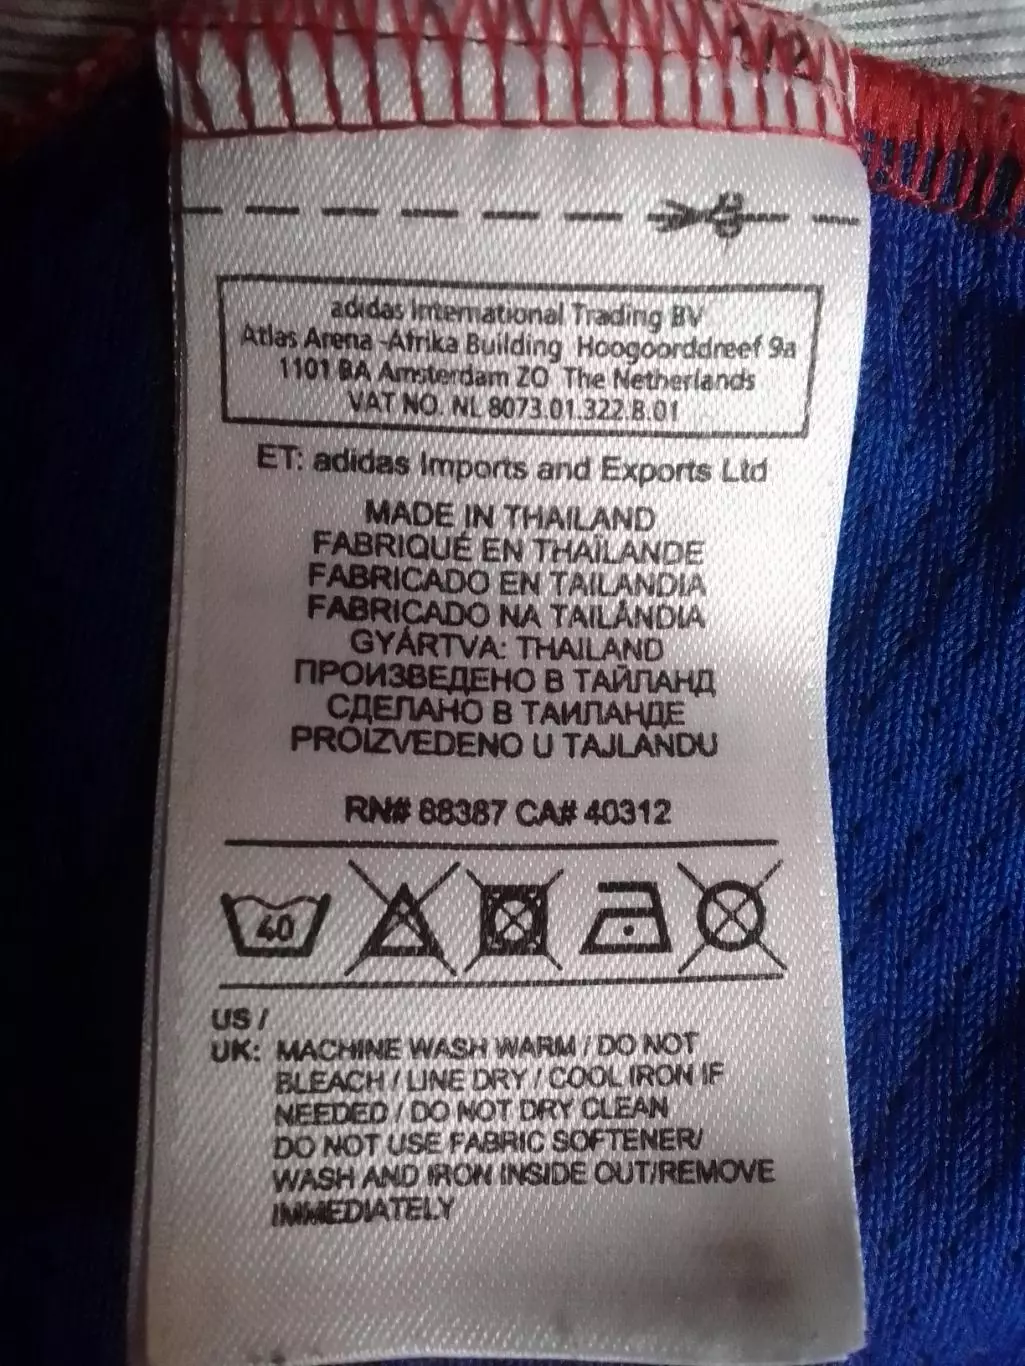 1/2
adidas International Trading BV
Atlas Arena -Afrika Building Hoogoorddreef 9a
1101 BA Amsterdam ZO The Netherlands
VAT NO. NL 8073.01.322.B.01
ET: adidas Imports and Exports Ltd
MADE IN THAILAND
FABRIQUÉ EN THAÏLANDE
FABRICADO EN TAILANDIA
FABRICADO NA TAILÂNDIA
GYÁRTVA: THAILAND
ПРОИЗВЕДЕНО В ТАЙЛАНД
СДЕЛАНО В ТАИЛАНДЕ
PROIZVEDENO U TAJLANDU
RN# 88387 CA# 40312
40
US /
UK: MACHINE WASH WARM / DO NOT
BLEACH / LINE DRY / COOL IRON IF
NEEDED / DO NOT DRY CLEAN
DO NOT USE FABRIC SOFTENER/
WASH AND IRON INSIDE OUT/REMOVE
IMMEDIATELY